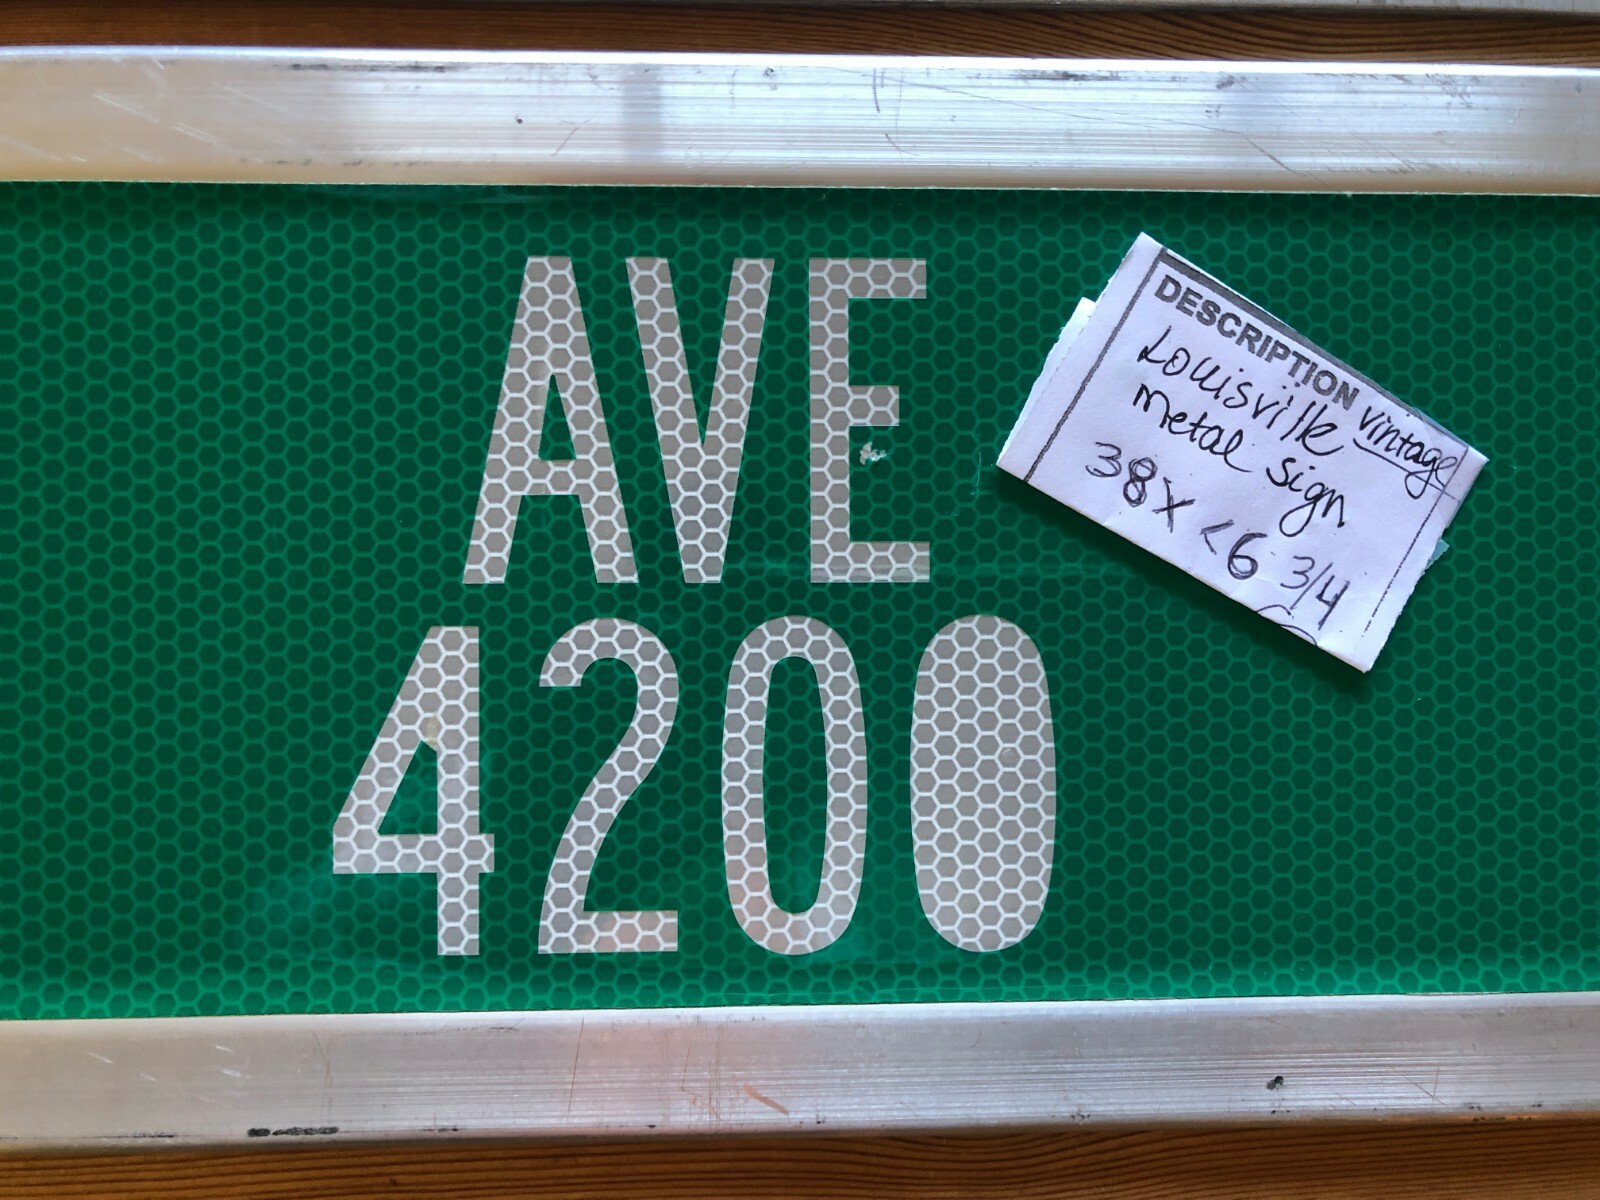 AVE
4200
DESCRIPTION
Louisville vintage
metal sign
38 x <6 3/4